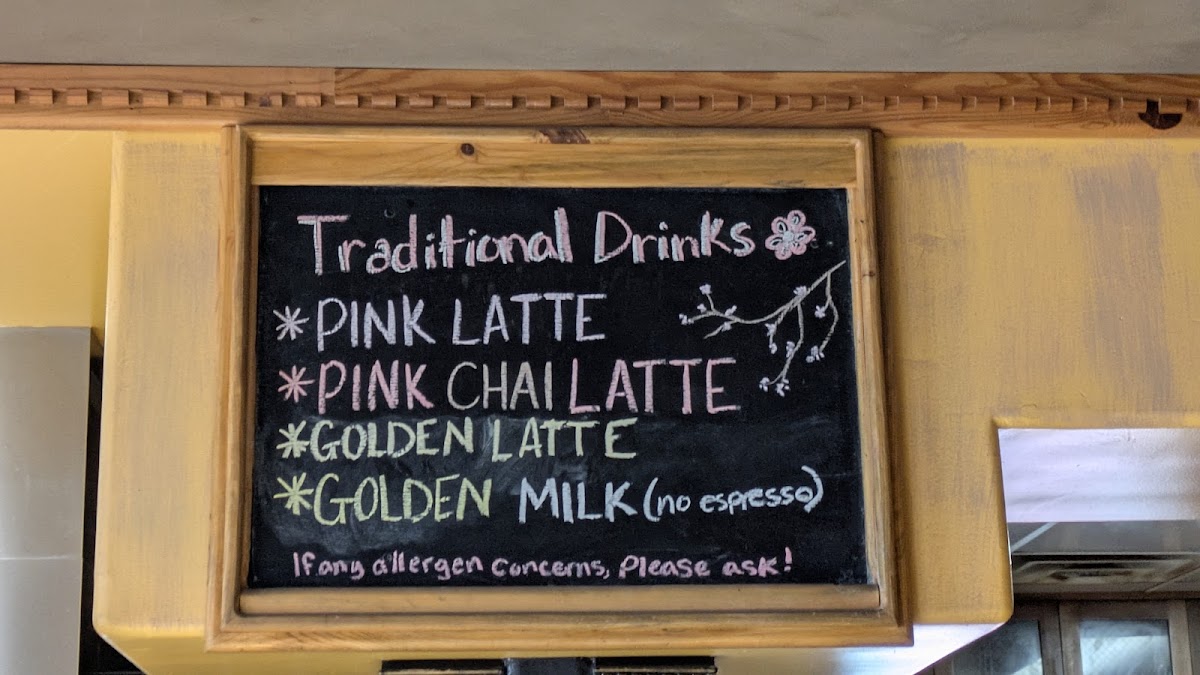 Traditional Drinks
*PINK LATTE
*PINK CHAI LATTE
*GOLDEN LATTE
*GOLDEN MILK (no espresso)
If any allergen concerns, Please ask!